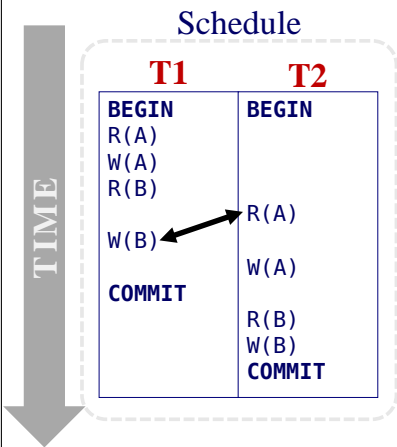 Schedule
T1 T2
BEGIN BEGIN
R(A)
W(A)
R(B)
R(A)
W(B)
W(A)
COMMIT
R(B)
W(B)
COMMIT
TIME